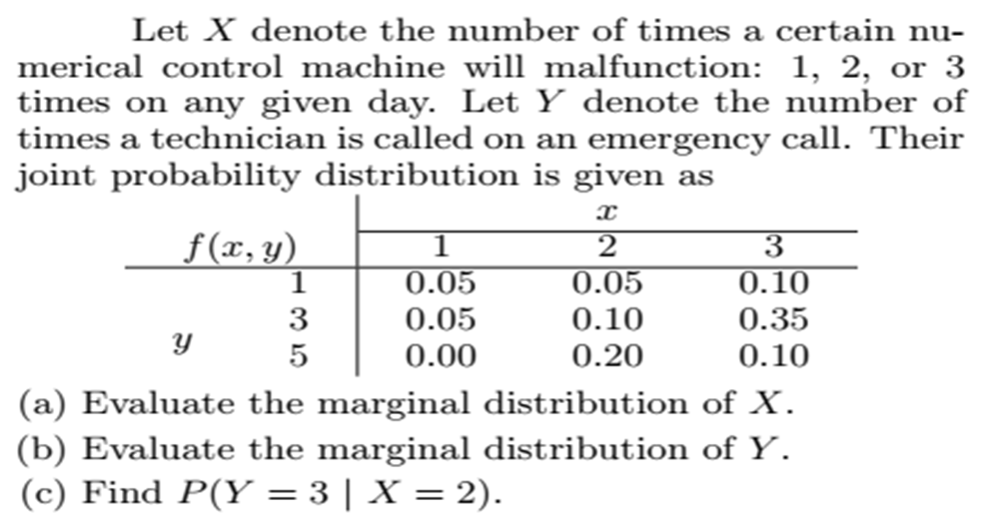 Let X denote the number of times a certain nu-
merical control machine will malfunction: 1, 2, or 3
times on any given day. Let Y denote the number of
times a technician is called on an emergency call. Their
joint probability distribution is given as
x
f(x, y) 1 2 3
1 0.05 0.05 0.10
3 0.05 0.10 0.35
y
5 0.00 0.20 0.10
(a) Evaluate the marginal distribution of X.
(b) Evaluate the marginal distribution of Y.
(c) Find P(Y = 3 | X = 2).